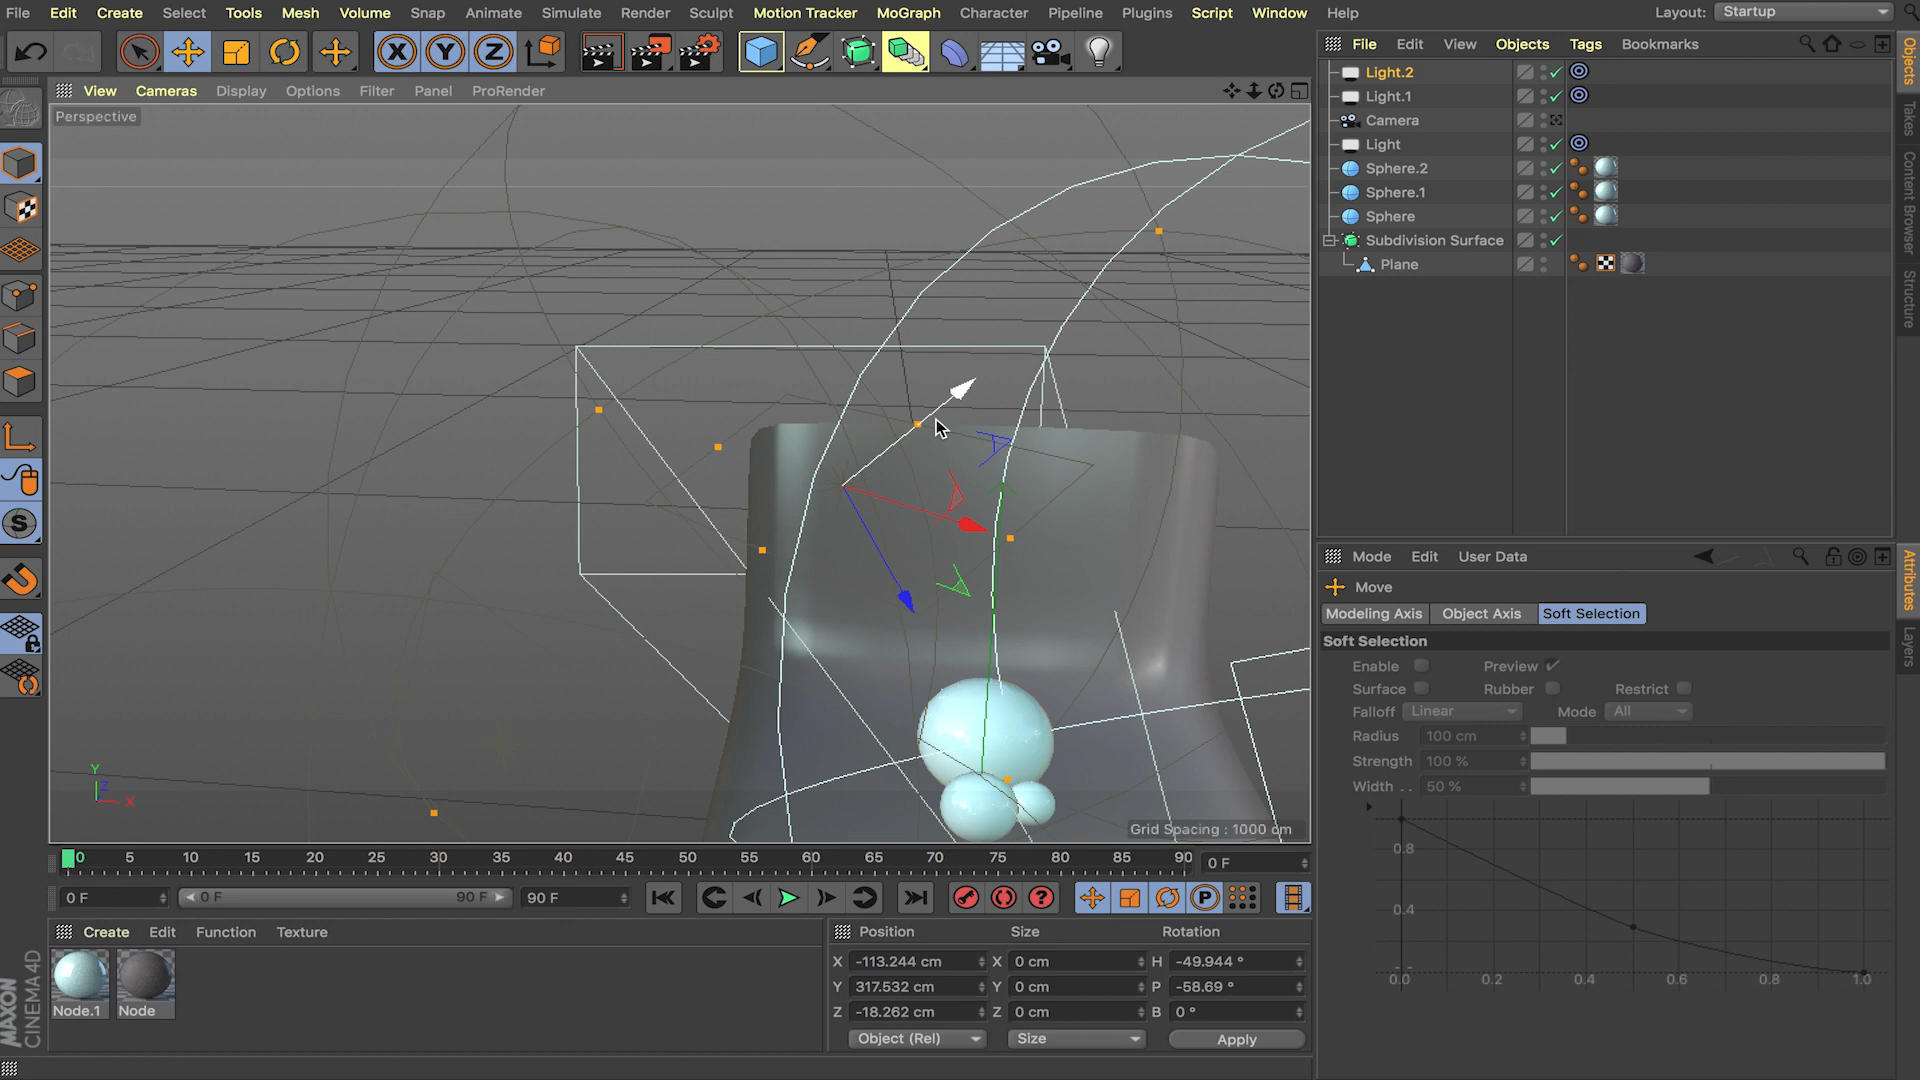 File Edit Create Select Tools Mesh Volume Snap Animate Simulate Render Sculpt Motion Tracker MoGraph Character Pipeline Plugins Script Window Help Layout: Startup
X Y Z
File Edit View Objects Tags Bookmarks
View Cameras Display Options Filter Panel ProRender
Perspective
Light.2
Light.1
Camera
Light
Sphere.2
Sphere.1
Sphere
Subdivision Surface
Plane
Objects
Takes
Content Browser
Structure
S
Y
Z
X
Grid Spacing : 1000 cm
Mode Edit User Data
Move
Modeling Axis Object Axis Soft Selection
Soft Selection
Enable Preview
Surface Rubber Restrict
Falloff Linear Mode All
Radius 100 cm
Strength 100 %
Width . . 50 %
0.8
0.4
0.0 0.2 0.4 0.6 0.8 1.0
Attributes
Layers
0 5 10 15 20 25 30 35 40 45 50 55 60 65 70 75 80 85 90 0 F
0 F 0 F 90 F 90 F P
Create Edit Function Texture
Node.1 Node
Position Size Rotation
X -113.244 cm X 0 cm H -49.944 °
Y 317.532 cm Y 0 cm P -58.69 °
Z -18.262 cm Z 0 cm B 0 °
Object (Rel) Size Apply
MAXON
CINEMA 4D